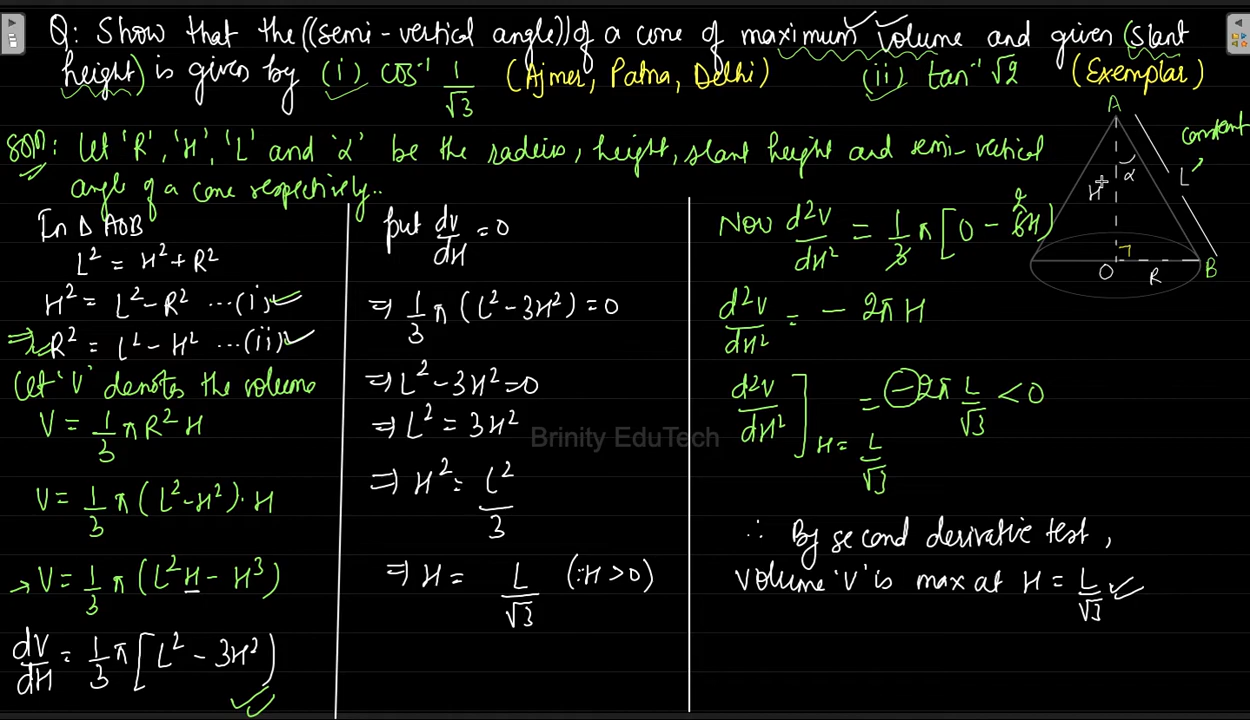 Q: Show that the ((semi-vertical angle)) of a cone of maximum volume and given (slant
height) is given by (i) cos⁻¹ 1/√3 (Ajmer, Patna, Delhi) (ii) tan⁻¹ √2 (Exemplar)
Solⁿ: Let 'R', 'H', 'L' and 'α' be the radius, height, slant height and semi-vertical
angle of a cone respectively..
In Δ AOB
L² = H² + R²
H² = L² - R² ...(i)
⇒ R² = L² - H² ...(ii)
Let 'V' denotes the volume
V = 1/3 π R² H
V = 1/3 π (L² - H²) · H
→ V = 1/3 π (L² H - H³)
dV/dH = 1/3 π [L² - 3H²)
put dV/dH = 0
⇒ 1/3 π (L² - 3H²) = 0
⇒ L² - 3H² = 0
⇒ L² = 3H²
⇒ H² = L²/3
⇒ H = L/√3 (∵ H > 0)
Now d²V/dH² = 1/3 π [0 - 6H)
2
d²V/dH² = - 2π H
d²V/dH² ] H = L/√3 = - 2π L/√3 < 0
∴ By second derivative test,
Volume 'V' is max at H = L/√3
A
constant
α
L
H
O
R
B
Brinity EduTech